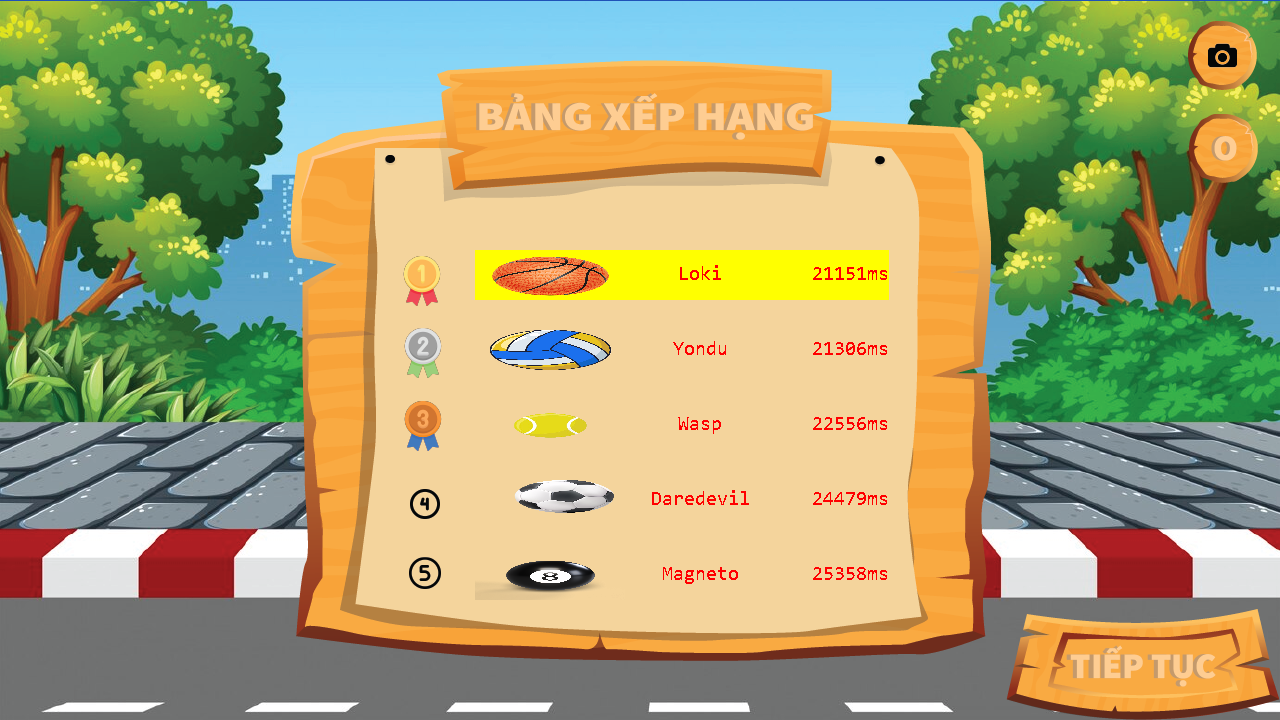 BẢNG XẾP HẠNG
O
1 Loki 21151ms
2 Yondu 21306ms
3 Wasp 22556ms
4 Daredevil 24479ms
5 8 Magneto 25358ms
TIẾP TỤC